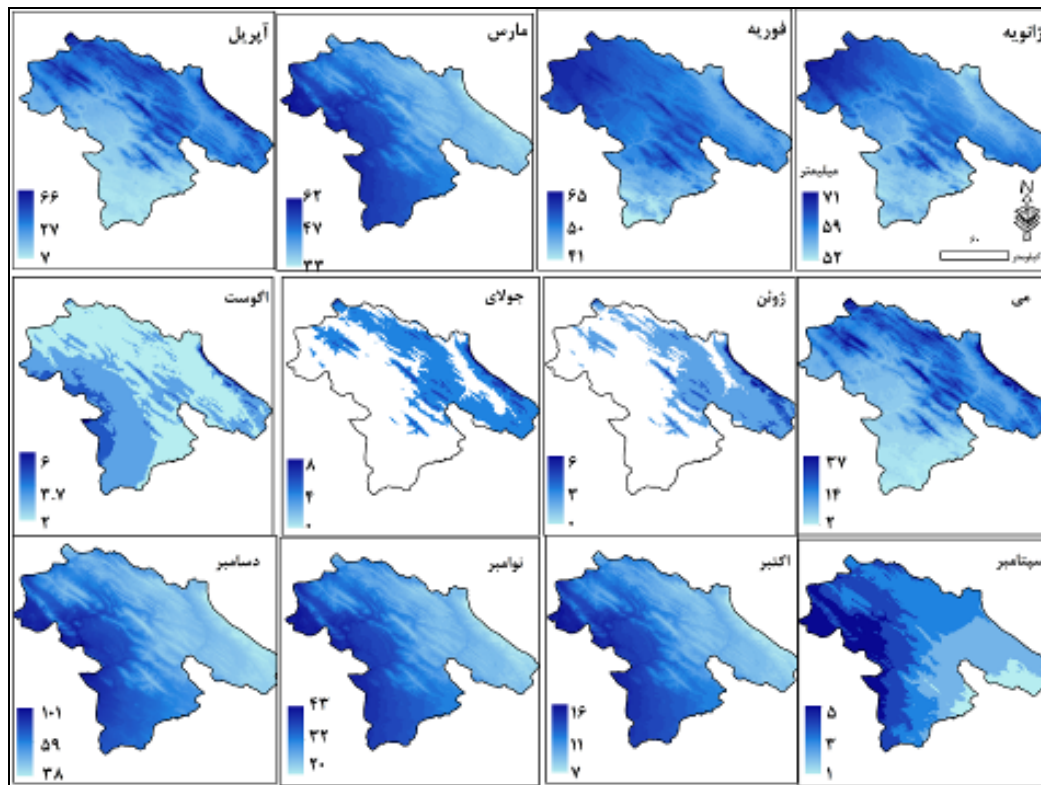 ژانویه
میلیمتر
۷۱
۵۹
۵۲
N
۶۰
کیلومتر
فوریه
۶۵
۵۰
۴۱
مارس
۶۲
۴۷
۳۳
آپریل
۶۶
۲۷
۷
می
۳۷
۱۴
۲
ژوئن
۶
۳
۰
جولای
۸
۴
۰
اگوست
۶
۳.۷
۲
سپتامبر
۵
۳
۱
اکتبر
۱۶
۱۱
۷
نوامبر
۴۳
۳۲
۲۰
دسامبر
۱۰۱
۵۹
۳۸